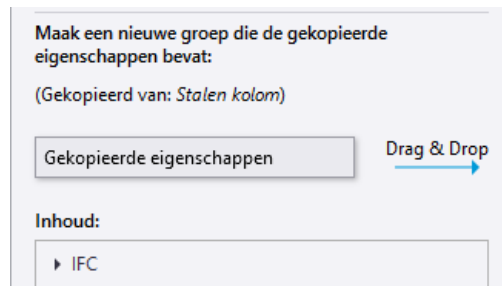 Maak een nieuwe groep die de gekopieerde
eigenschappen bevat:
(Gekopieerd van: Stalen kolom)
Gekopieerde eigenschappen
Drag & Drop
Inhoud:
IFC